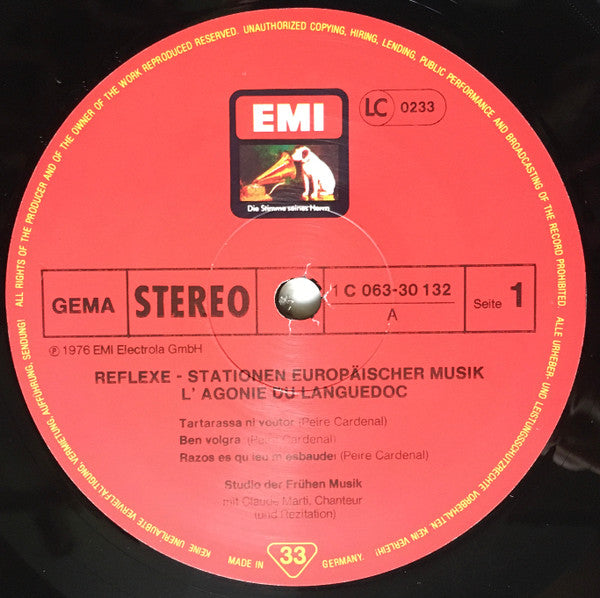 ALL RIGHTS OF THE PRODUCER AND OF THE OWNER OF THE WORK REPRODUCED RESERVED. UNAUTHORIZED COPYING, HIRING, LENDING, PUBLIC PERFORMANCE AND BROADCASTING OF THE RECORD PROHIBITED.
ALLE URHEBER- UND LEISTUNGSSCHUTZRECHTE VORBEHALTEN. KEIN VERLEIH! KEINE UNERLAUBTE VERVIELFÄLTIGUNG, VERMIETUNG, AUFFÜHRUNG, SENDUNG!
EMI
LC 0233
Die Stimme seines Herrn
GEMA STEREO 1 C 063-30 132 Seite 1
A
℗ 1976 EMI Electrola GmbH
REFLEXE - STATIONEN EUROPÄISCHER MUSIK
L' AGONIE DU LANGUEDOC
Tartarassa ni voutor (Peire Cardenal)
Ben volgra (Peire Cardenal)
Razos es qu'ieu m'esbaudei (Peire Cardenal)
Studio der Frühen Musik
mit Claude Marti, Chanteur
(und Rezitation)
MADE IN 33 GERMANY.